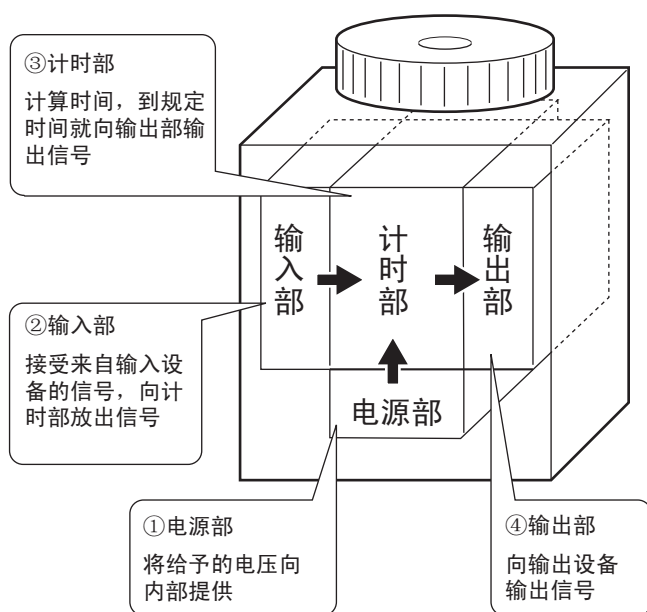 ③计时部
计算时间，到规定
时间就向输出部输
出信号
输入部
计时部
输出部
电源部
②输入部
接受来自输入设
备的信号，向计
时部放出信号
①电源部
将给予的电压向
内部提供
④输出部
向输出设备
输出信号